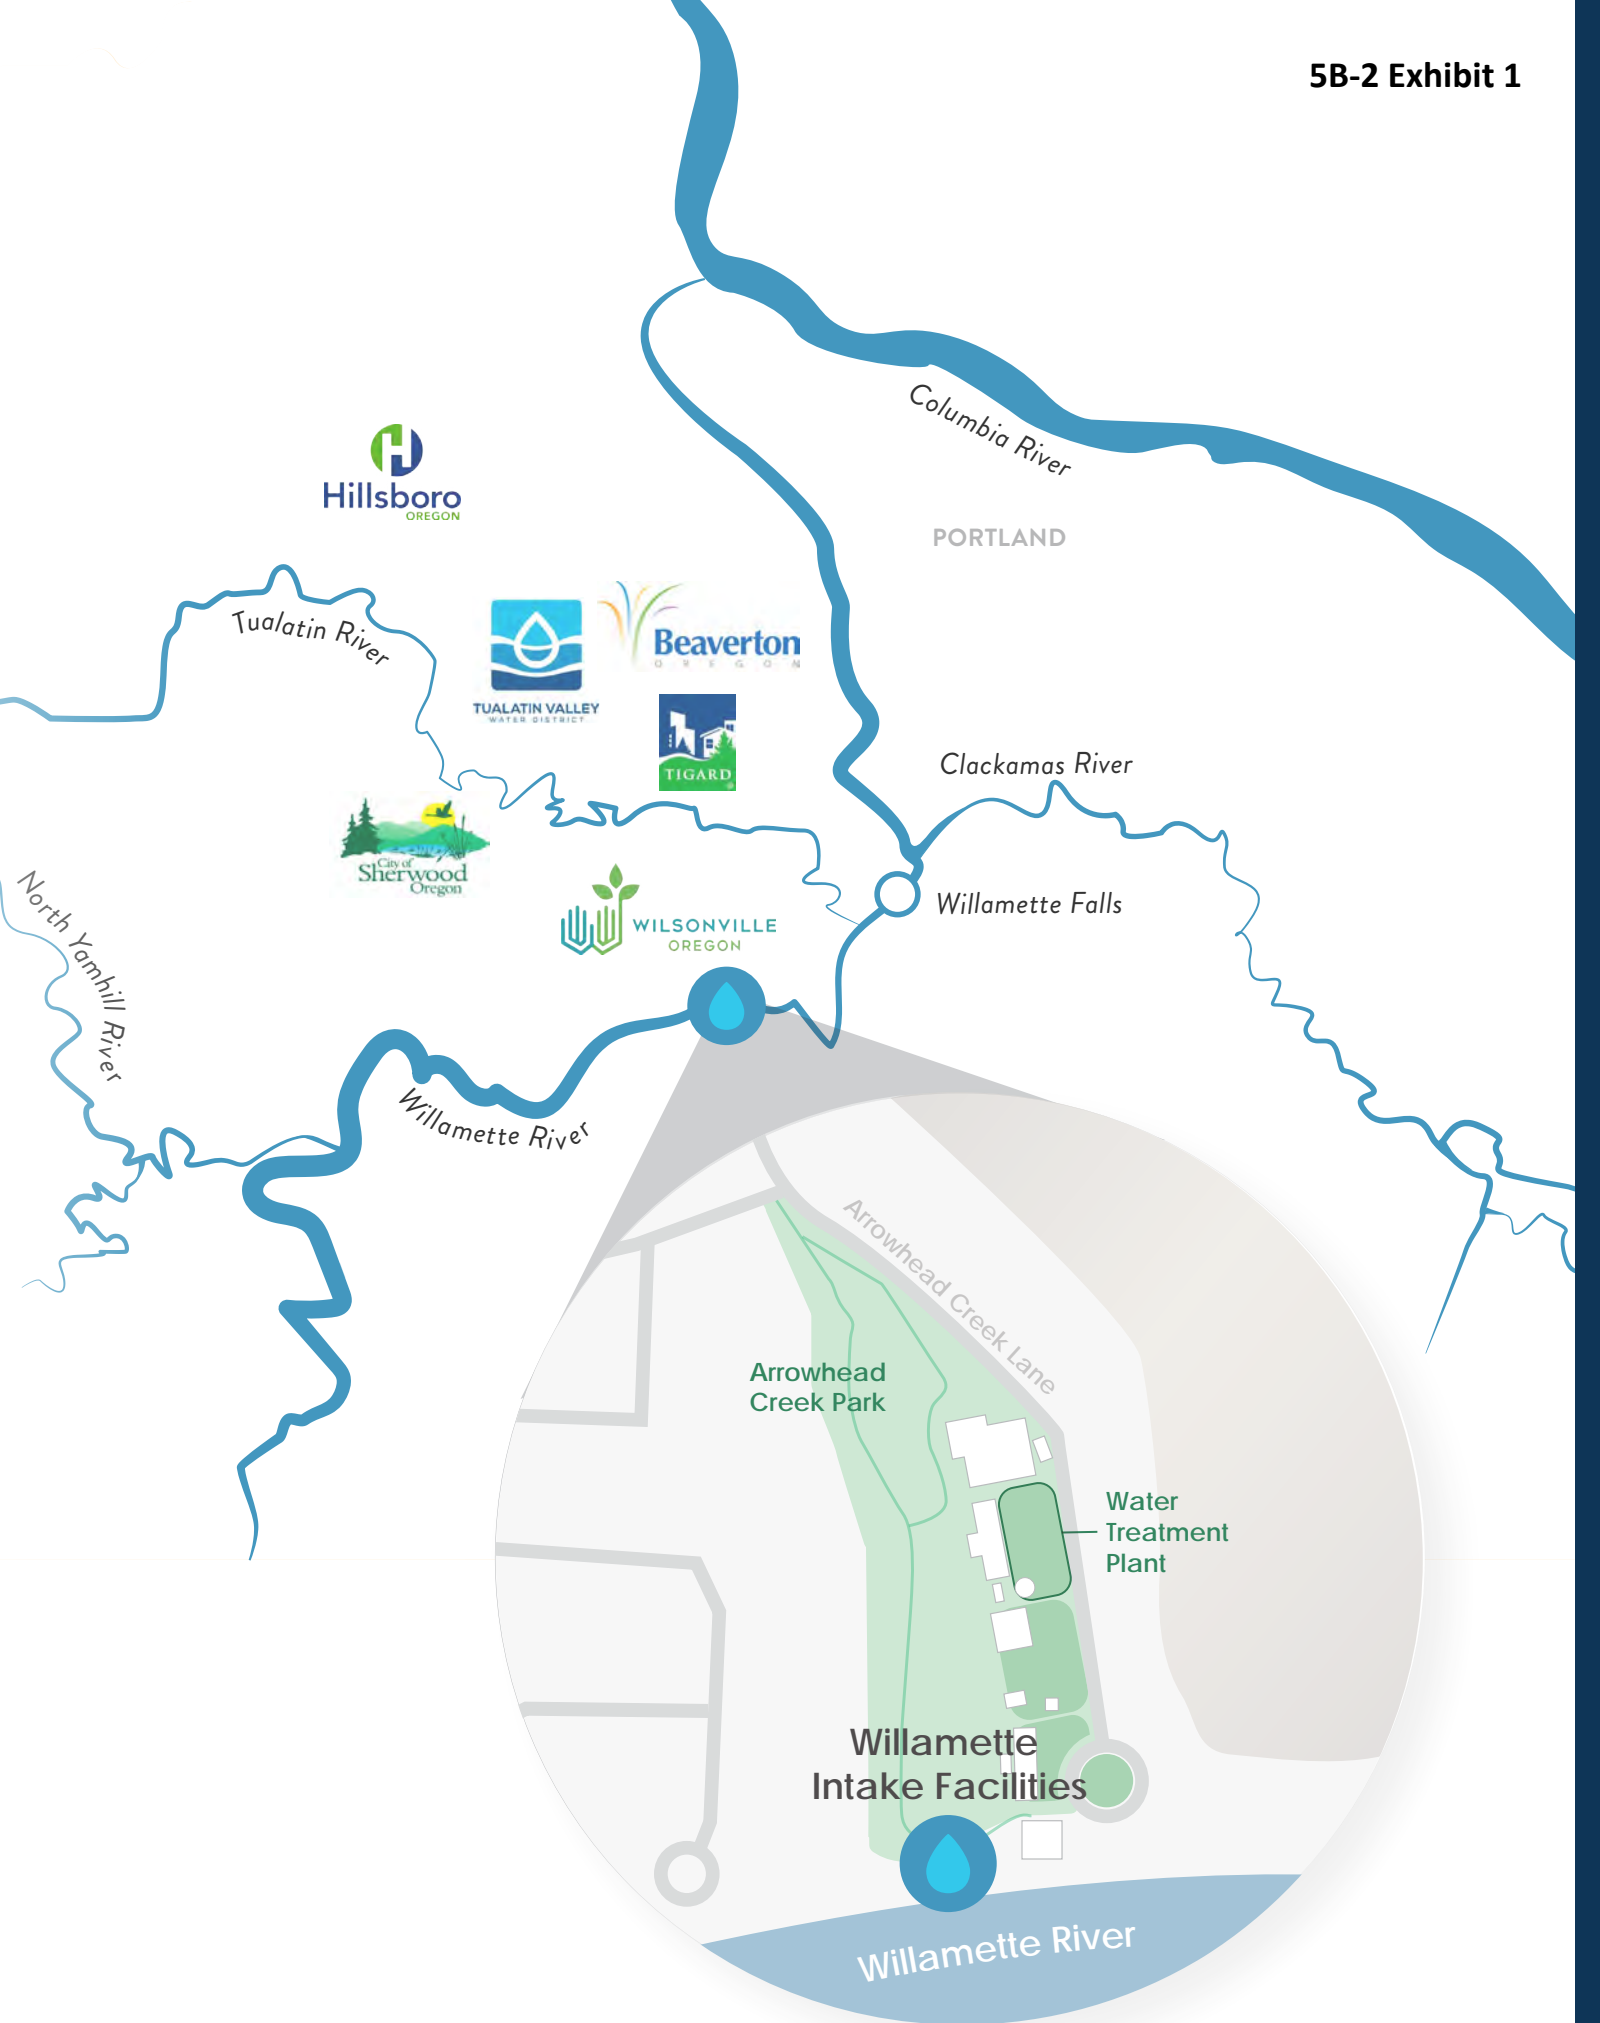 5B-2 Exhibit 1
Columbia River
Hillsboro
OREGON
PORTLAND
Tualatin River
Beaverton
OREGON
TUALATIN VALLEY
WATER DISTRICT
TIGARD
Clackamas River
City of
Sherwood
Oregon
Willamette Falls
WILSONVILLE
OREGON
North Yamhill River
Willamette River
Arrowhead Creek Lane
Arrowhead
Creek Park
Water
Treatment
Plant
Willamette
Intake Facilities
Willamette River